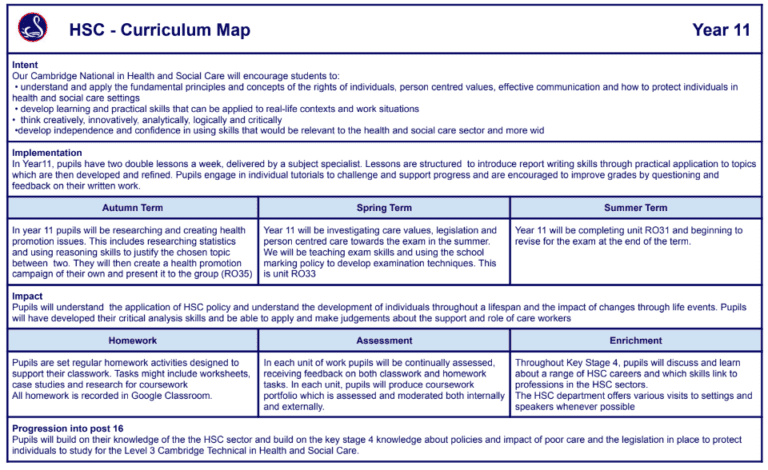 HSC - Curriculum Map
Year 11
Intent
Our Cambridge National in Health and Social Care will encourage students to:
• understand and apply the fundamental principles and concepts of the rights of individuals, person centred values, effective communication and how to protect individuals in
health and social care settings
• develop learning and practical skills that can be applied to real-life contexts and work situations
• think creatively, innovatively, analytically, logically and critically
•develop independence and confidence in using skills that would be relevant to the health and social care sector and more wid
Implementation
In Year11, pupils have two double lessons a week, delivered by a subject specialist. Lessons are structured to introduce report writing skills through practical application to topics
which are then developed and refined. Pupils engage in individual tutorials to challenge and support progress and are encouraged to improve grades by questioning and
feedback on their written work.
Autumn Term
In year 11 pupils will be researching and creating health
promotion issues. This includes researching statistics
and using reasoning skills to justify the chosen topic
between two. They will then create a health promotion
campaign of their own and present it to the group (RO35)
Spring Term
Year 11 will be investigating care values, legislation and
person centred care towards the exam in the summer.
We will be teaching exam skills and using the school
marking policy to develop examination techniques. This
is unit RO33
Summer Term
Year 11 will be completing unit RO31 and beginning to
revise for the exam at the end of the term.
Impact
Pupils will understand the application of HSC policy and understand the development of individuals throughout a lifespan and the impact of changes through life events. Pupils
will have developed their critical analysis skills and be able to apply and make judgements about the support and role of care workers
Homework
Pupils are set regular homework activities designed to
support their classwork. Tasks might include worksheets,
case studies and research for coursework
All homework is recorded in Google Classroom.
Assessment
In each unit of work pupils will be continually assessed,
receiving feedback on both classwork and homework
tasks. In each unit, pupils will produce coursework
portfolio which is assessed and moderated both internally
and externally.
Enrichment
Throughout Key Stage 4, pupils will discuss and learn
about a range of HSC careers and which skills link to
professions in the HSC sectors.
The HSC department offers various visits to settings and
speakers whenever possible
Progression into post 16
Pupils will build on their knowledge of the the HSC sector and build on the key stage 4 knowledge about policies and impact of poor care and the legislation in place to protect
individuals to study for the Level 3 Cambridge Technical in Health and Social Care.